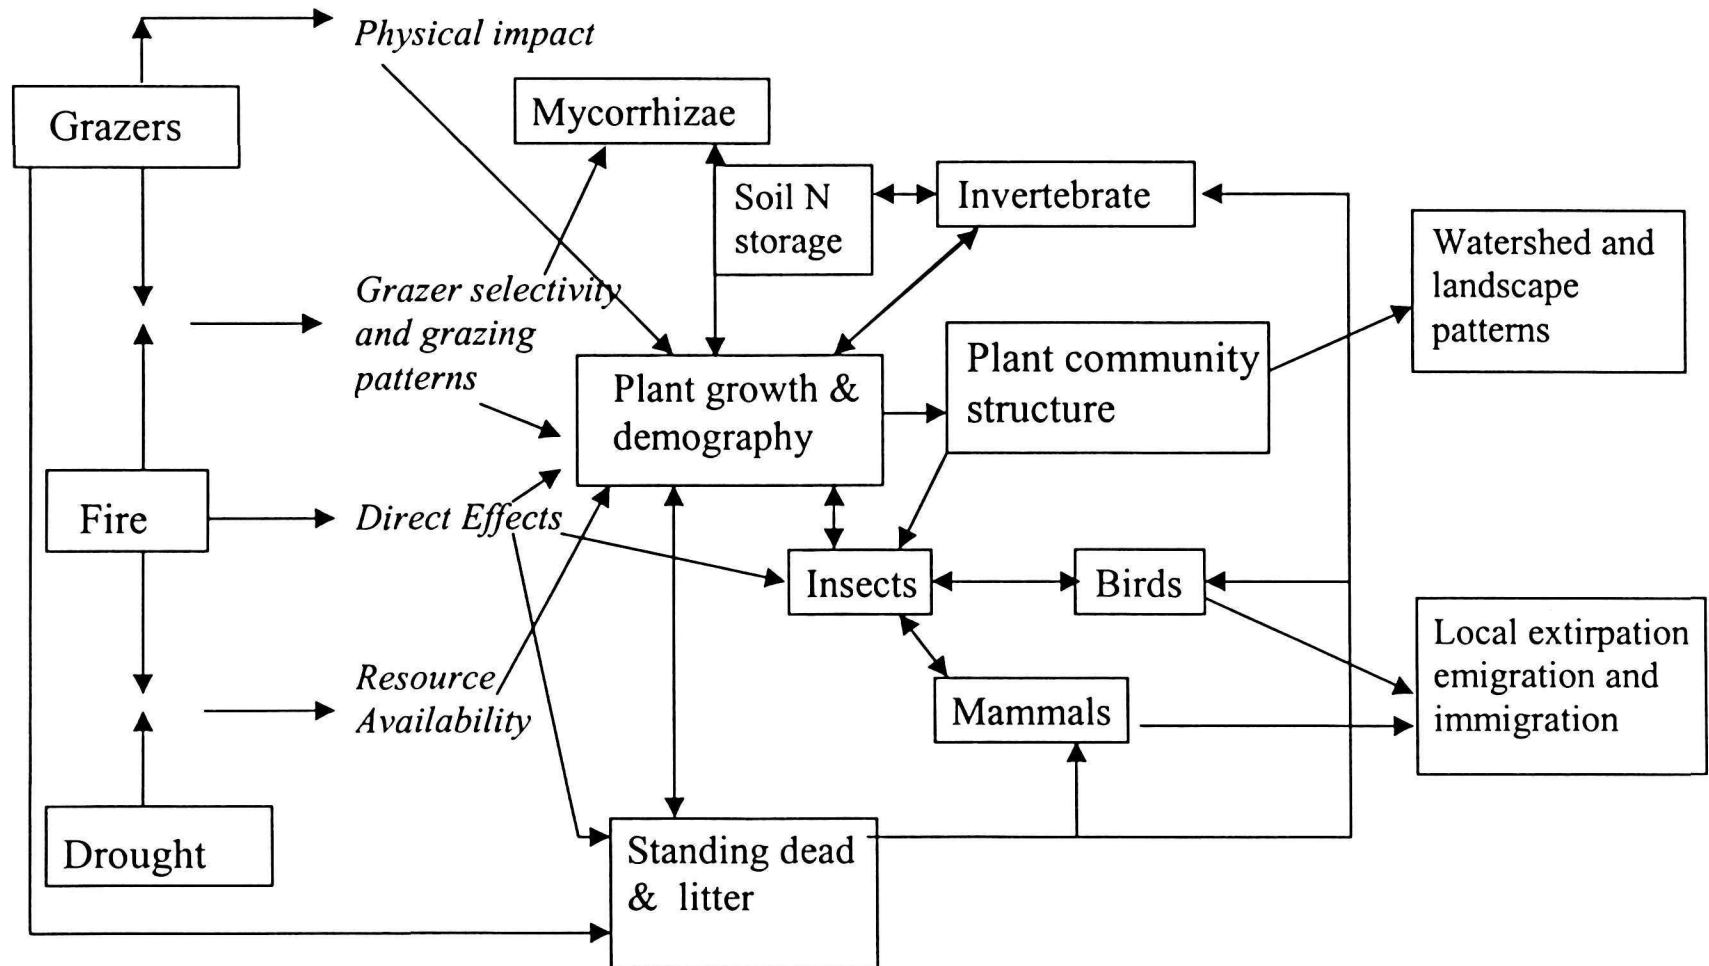 Physical impact
Grazers
Mycorrhizae
Soil N
storage
Invertebrate
Watershed and
landscape
patterns
Grazer selectivity
and grazing
patterns
Plant community
structure
Plant growth &
demography
Fire
Direct Effects
Insects
Birds
Local extirpation
emigration and
immigration
Resource
Availability
Mammals
Drought
Standing dead
& litter